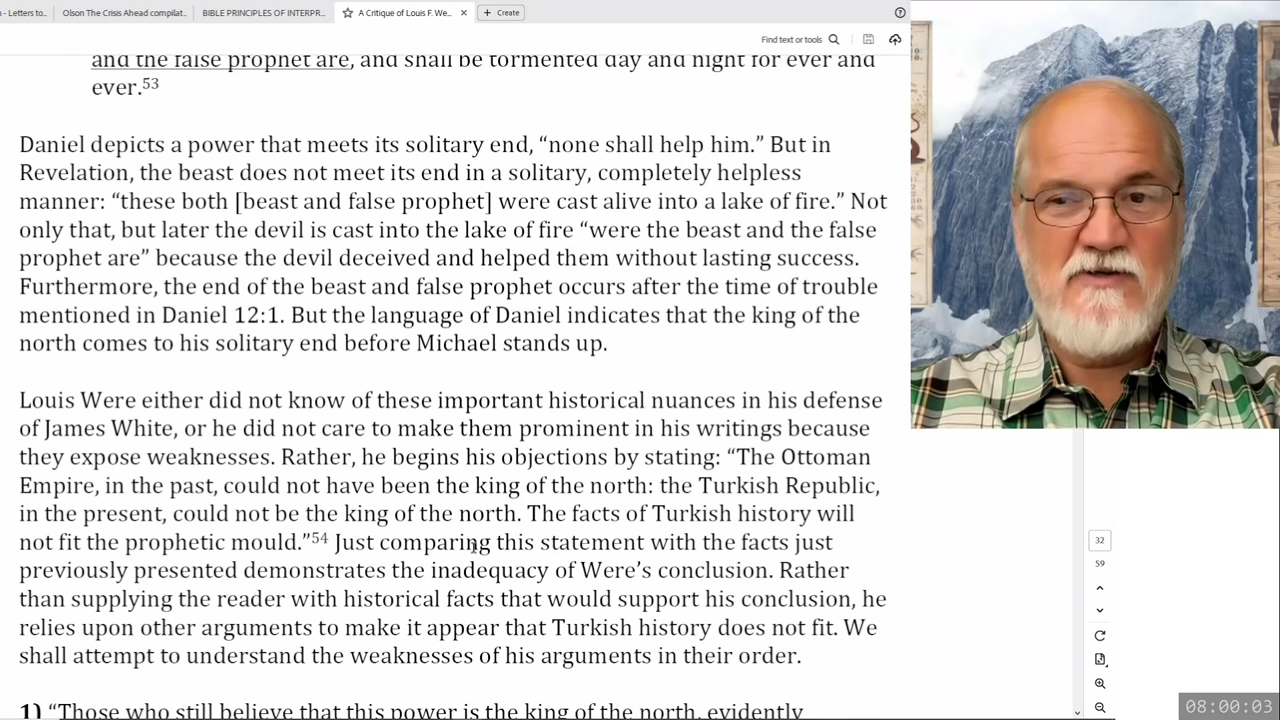 n - Letters to...
Olson The Crisis Ahead compilat..
BIBLE PRINCIPLES OF INTERPR...
A Critique of Louis F. We...
×
+ Create
Find text or tools
and the false prophet are, and shall be tormented day and night for ever and
ever.53
Daniel depicts a power that meets its solitary end, “none shall help him.” But in
Revelation, the beast does not meet its end in a solitary, completely helpless
manner: “these both [beast and false prophet] were cast alive into a lake of fire.” Not
only that, but later the devil is cast into the lake of fire “were the beast and the false
prophet are” because the devil deceived and helped them without lasting success.
Furthermore, the end of the beast and false prophet occurs after the time of trouble
mentioned in Daniel 12:1. But the language of Daniel indicates that the king of the
north comes to his solitary end before Michael stands up.
Louis Were either did not know of these important historical nuances in his defense
of James White, or he did not care to make them prominent in his writings because
they expose weaknesses. Rather, he begins his objections by stating: “The Ottoman
Empire, in the past, could not have been the king of the north: the Turkish Republic,
in the present, could not be the king of the north. The facts of Turkish history will
not fit the prophetic mould.”54 Just comparing this statement with the facts just
previously presented demonstrates the inadequacy of Were’s conclusion. Rather
than supplying the reader with historical facts that would support his conclusion, he
relies upon other arguments to make it appear that Turkish history does not fit. We
shall attempt to understand the weaknesses of his arguments in their order.
1) “Those who still believe that this power is the king of the north, evidently
32
59
08:00:03